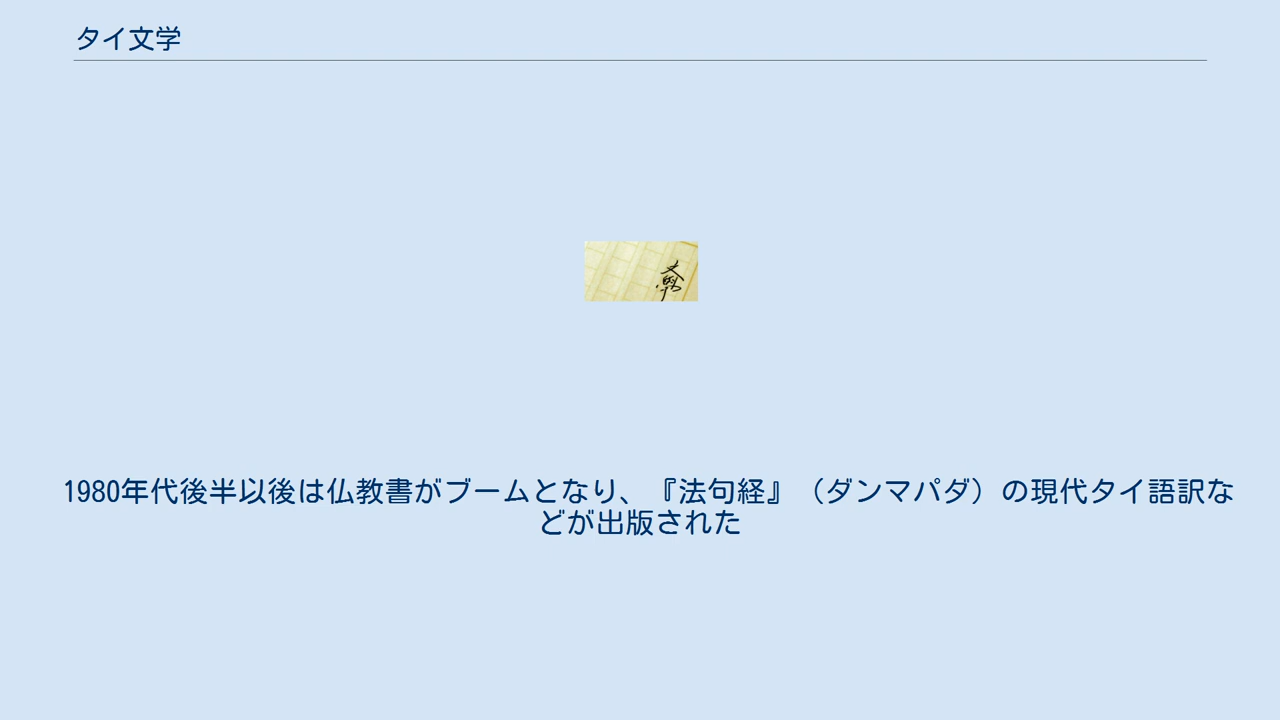 タイ文学
1980年代後半以後は仏教書がブームとなり、『法句経』（ダンマパダ）の現代タイ語訳な
どが出版された